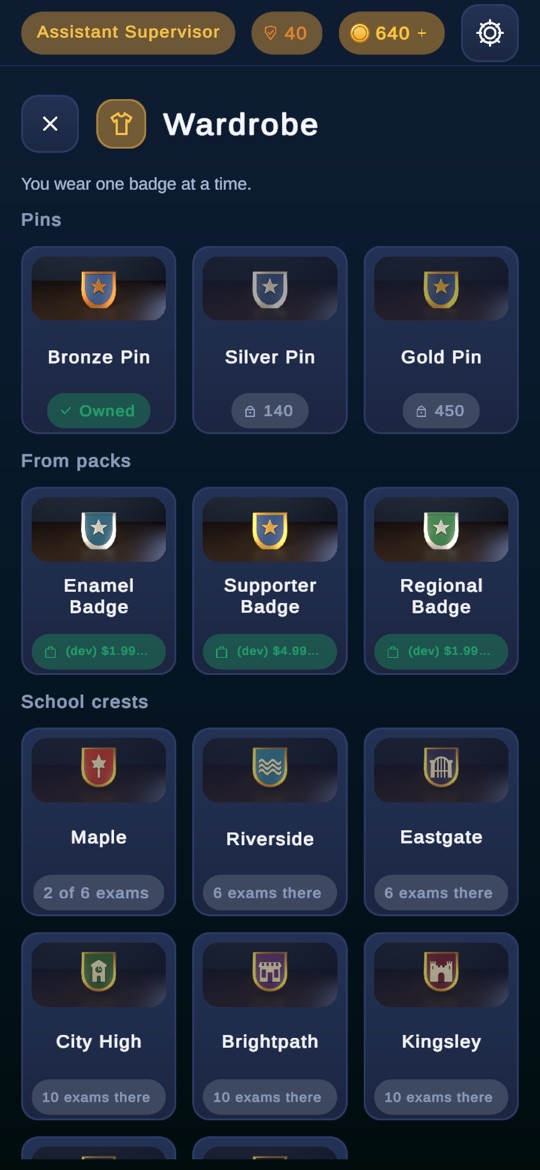 Assistant Supervisor
40
640 +
Wardrobe
You wear one badge at a time.
Pins
Bronze Pin
Silver Pin
Gold Pin
Owned
140
450
From packs
Enamel
Badge
Supporter
Badge
Regional
Badge
(dev) $1.99...
(dev) $4.99...
(dev) $1.99...
School crests
Maple
Riverside
Eastgate
2 of 6 exams
6 exams there
6 exams there
City High
Brightpath
Kingsley
10 exams there
10 exams there
10 exams there